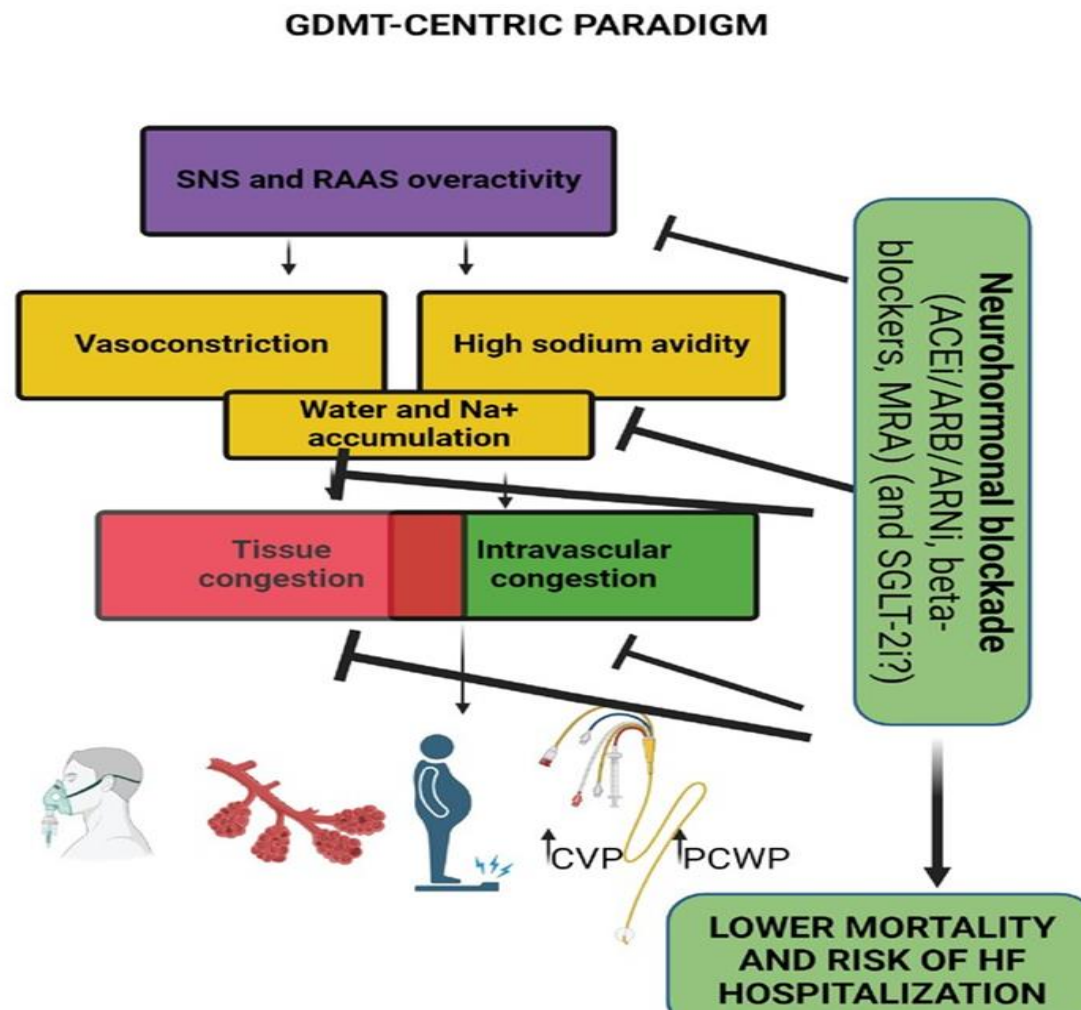 GDMT-CENTRIC PARADIGM
SNS and RAAS overactivity
Vasoconstriction
High sodium avidity
Water and Na+
accumulation
Tissue
congestion
Intravascular
congestion
Neurohormonal blockade
(ACEi/ARB/ARNi, beta-
blockers, MRA) (and SGLT-2i?)
CVP
PCWP
LOWER MORTALITY
AND RISK OF HF
HOSPITALIZATION